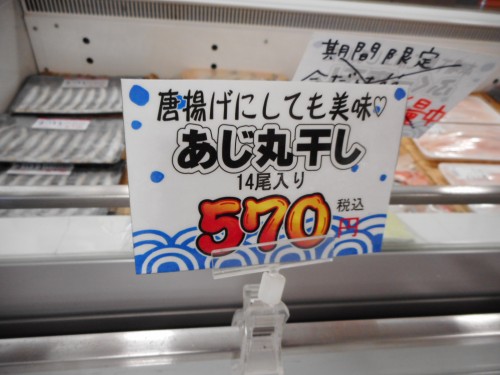 唐揚げにしても美味♡
あじ丸干し
14尾入り
570
税込
円
期間限定